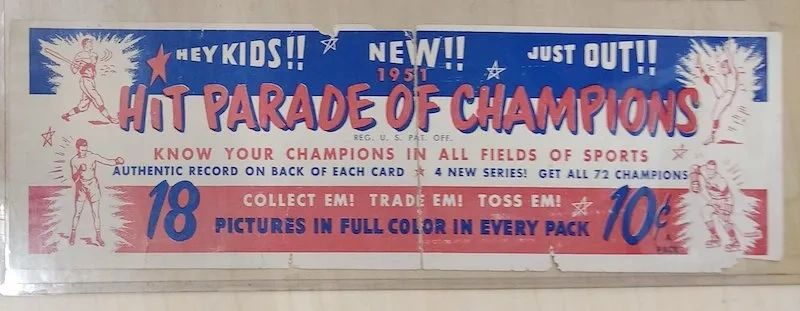 HEY KIDS!! NEW!! JUST OUT!!
1951
HIT PARADE OF CHAMPIONS
REG. U. S. PAT. OFF.
KNOW YOUR CHAMPIONS IN ALL FIELDS OF SPORTS
AUTHENTIC RECORD ON BACK OF EACH CARD ★ 4 NEW SERIES! GET ALL 72 CHAMPIONS
COLLECT EM! TRADE EM! TOSS EM!
18 PICTURES IN FULL COLOR IN EVERY PACK 10¢
A
PACK